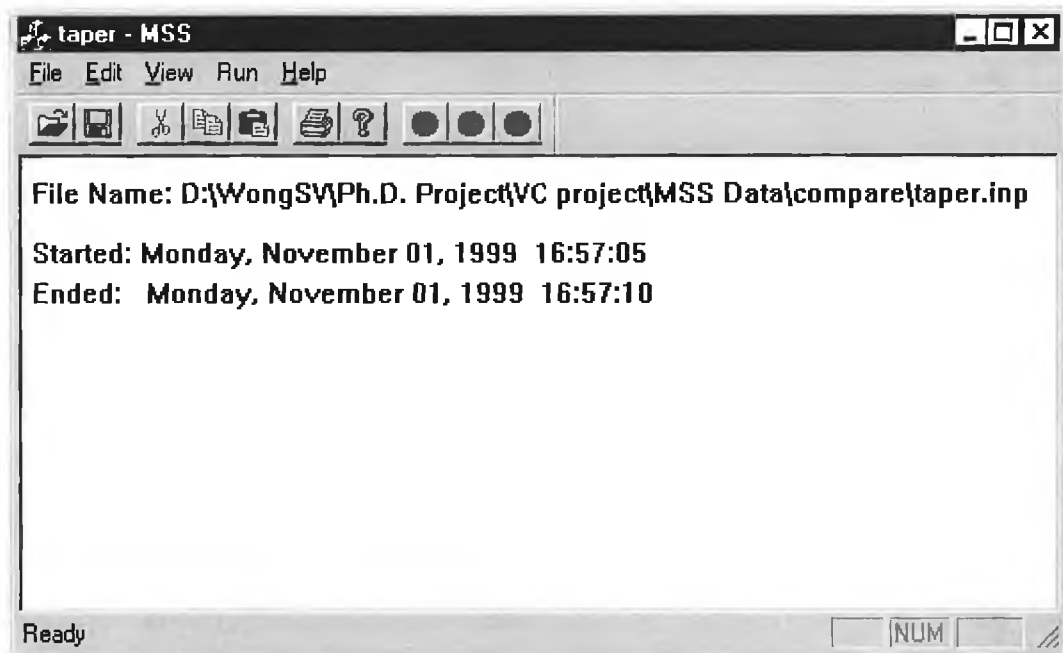 taper - MSS
File Edit View Run Help
File Name: D:\WongSV\Ph.D. Project\VC project\MSS Data\compare\taper.inp
Started: Monday, November 01, 1999 16:57:05
Ended: Monday, November 01, 1999 16:57:10
Ready NUM